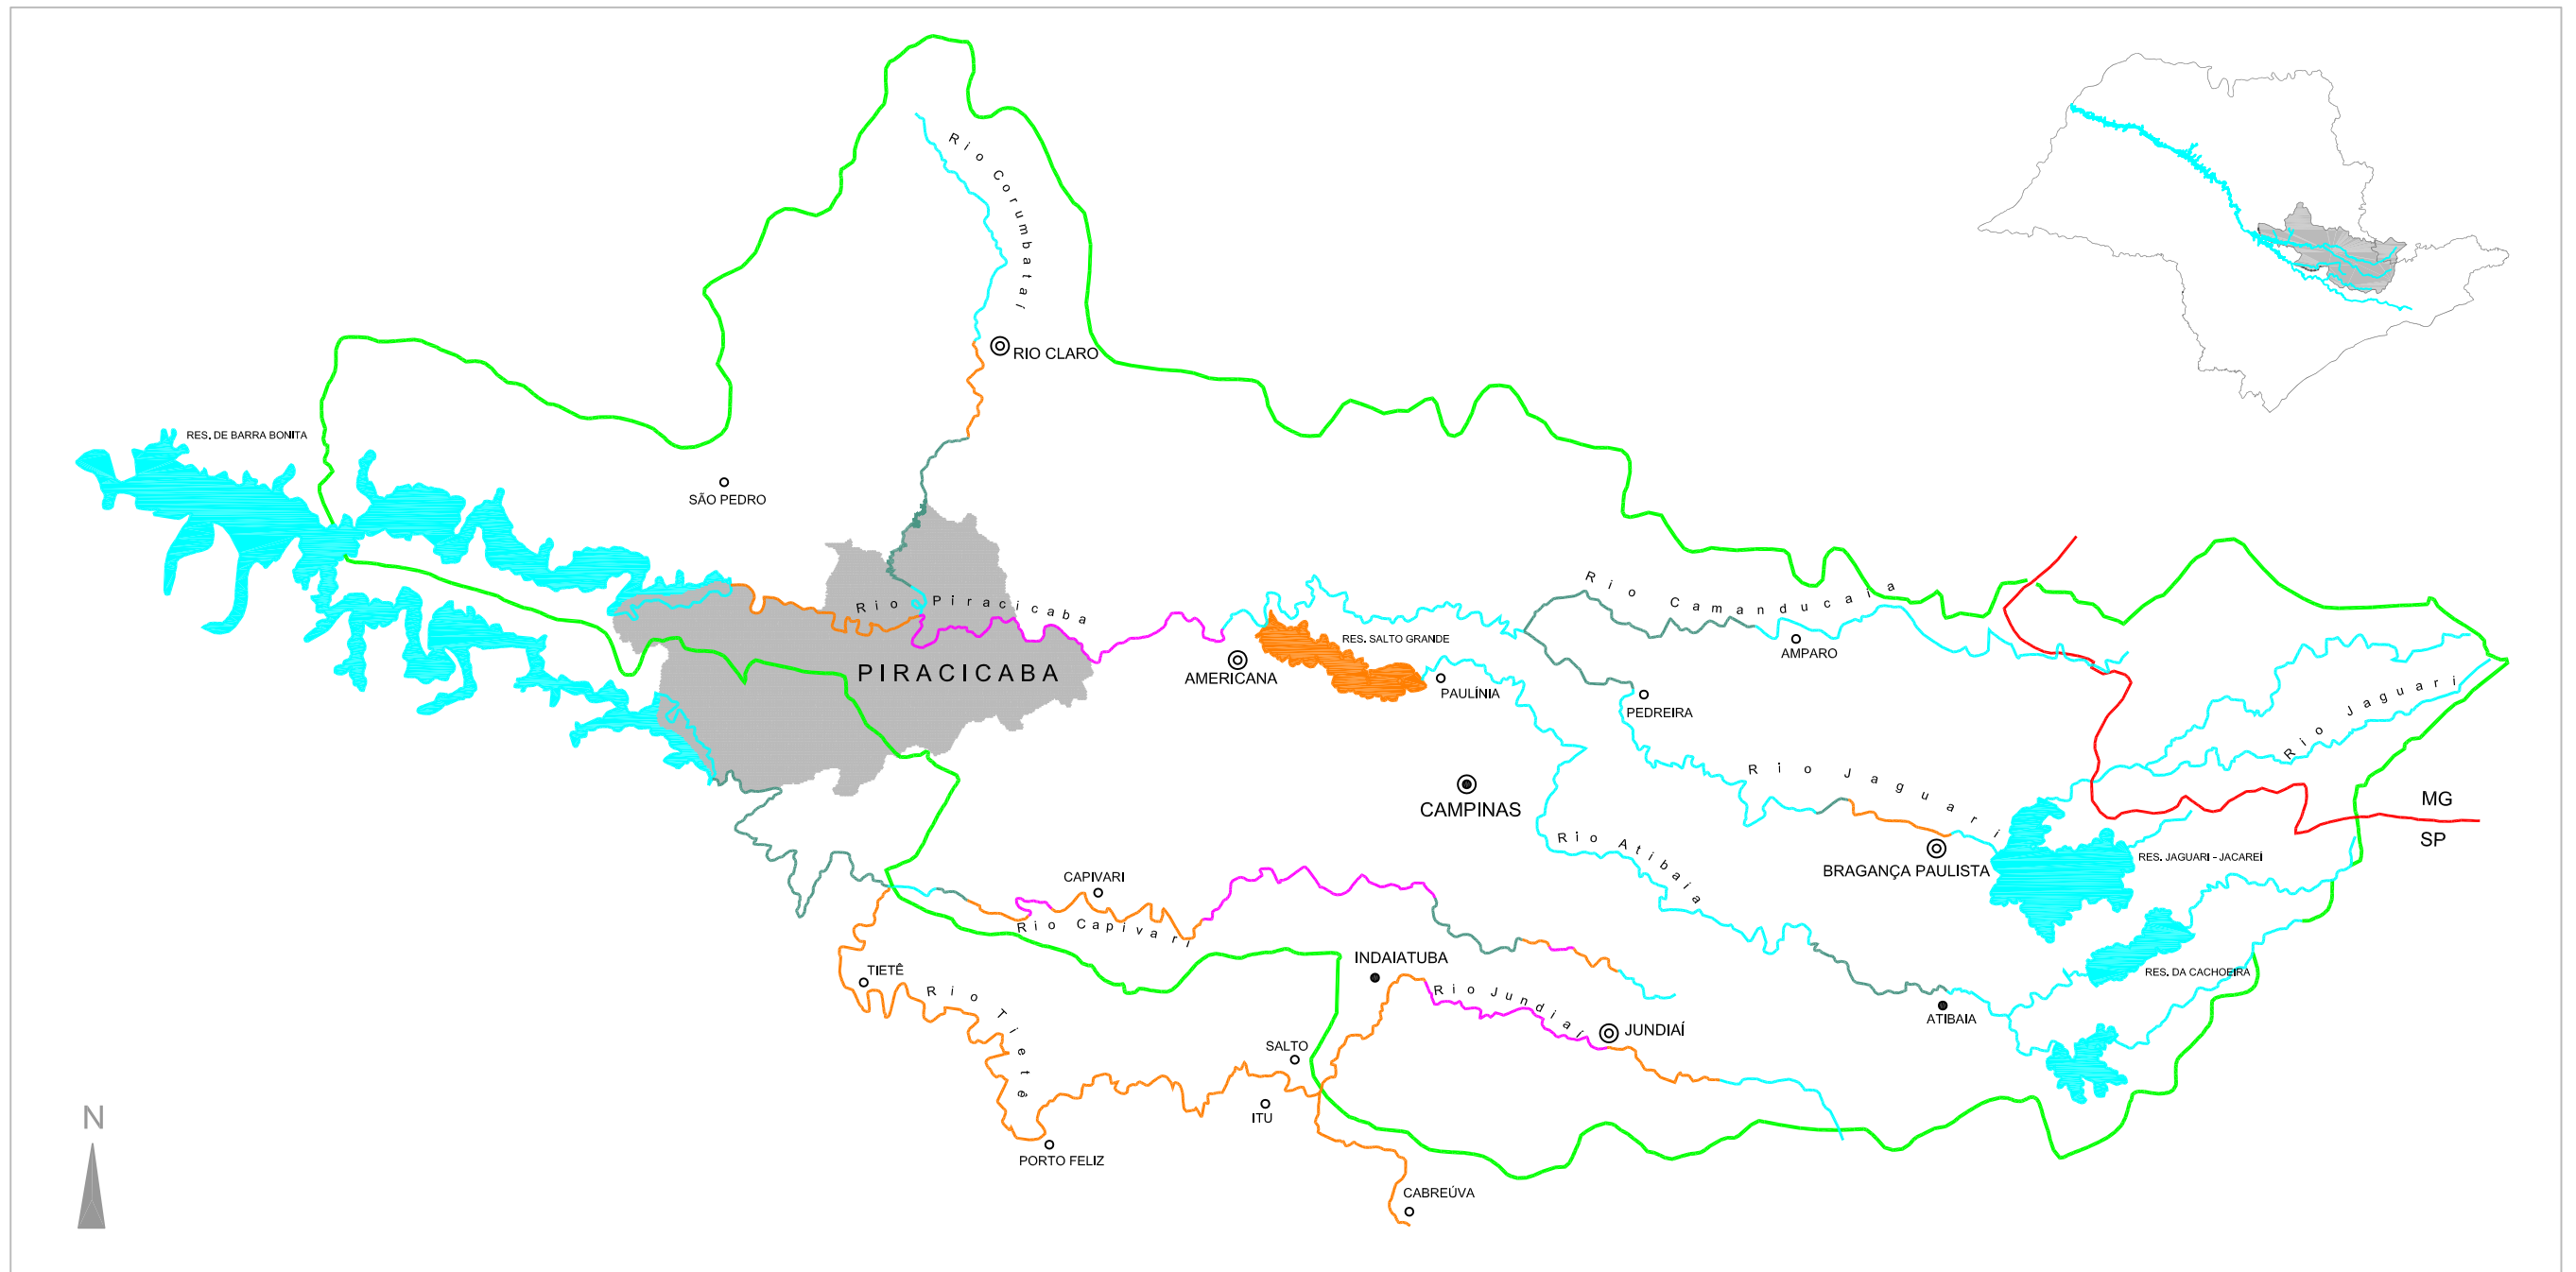 Rio Corumbataí
RIO CLARO
RES. DE BARRA BONITA
SÃO PEDRO
Rio Piracicaba
PIRACICABA
AMERICANA
RES. SALTO GRANDE
PAULÍNIA
Rio Camanducaia
AMPARO
PEDREIRA
Rio Jaguari
Rio Jaguari
MG
SP
CAMPINAS
Rio Atibaia
BRAGANÇA PAULISTA
RES. JAGUARI - JACAREÍ
CAPIVARI
Rio Capivari
INDAIATUBA
RES. DA CACHOEIRA
TIETÊ
Rio Tietê
Rio Jundiaí
JUNDIAÍ
ATIBAIA
SALTO
ITU
PORTO FELIZ
CABREÚVA
N